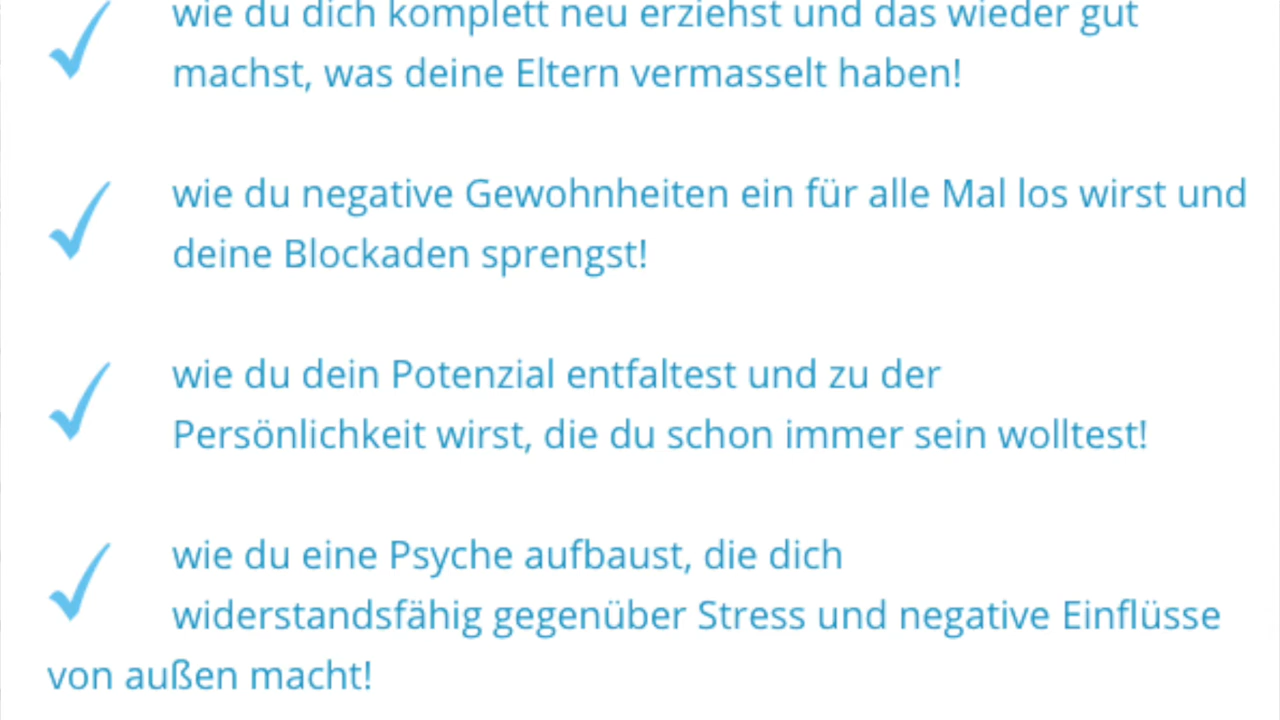 wie du dich komplett neu erziehst und das wieder gut
machst, was deine Eltern vermasselt haben!
wie du negative Gewohnheiten ein für alle Mal los wirst und
deine Blockaden sprengst!
wie du dein Potenzial entfaltest und zu der
Persönlichkeit wirst, die du schon immer sein wolltest!
wie du eine Psyche aufbaust, die dich
widerstandsfähig gegenüber Stress und negative Einflüsse
von außen macht!